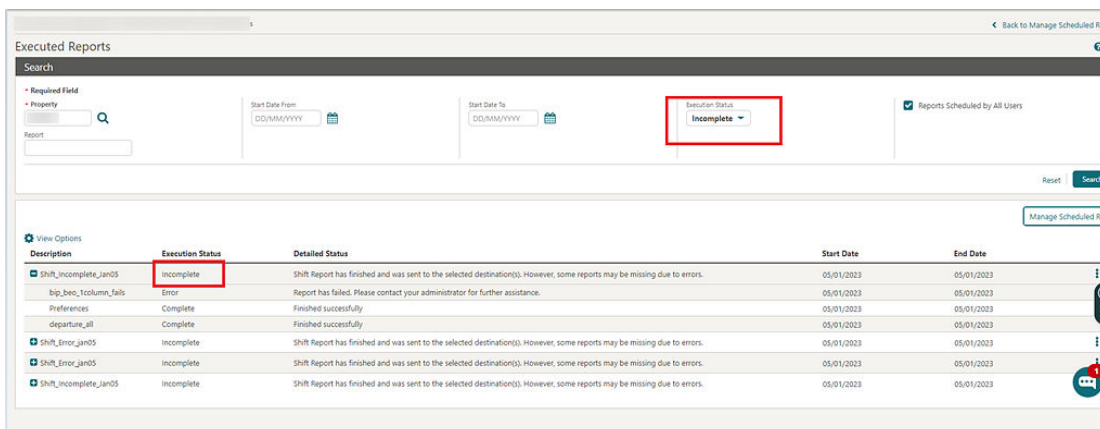 s
Back to Manage Scheduled R
Executed Reports
Search
* Required Field
* Property
Start Date From
Start Date To
Execution Status
Reports Scheduled by All Users
DD/MM/YYYY
DD/MM/YYYY
Incomplete
Report
Reset Search
Manage Scheduled R
View Options
Description Execution Status Detailed Status Start Date End Date
Shift_Incomplete_Jan05 Incomplete Shift Report has finished and was sent to the selected destination(s). However, some reports may be missing due to errors. 05/01/2023 05/01/2023
bip_beo_1column_fails Error Report has failed. Please contact your administrator for further assistance. 05/01/2023 05/01/2023
Preferences Complete Finished successfully 05/01/2023 05/01/2023
departure_all Complete Finished successfully 05/01/2023 05/01/2023
Shift_Error_jan05 Incomplete Shift Report has finished and was sent to the selected destination(s). However, some reports may be missing due to errors. 05/01/2023 05/01/2023
Shift_Error_jan05 Incomplete Shift Report has finished and was sent to the selected destination(s). However, some reports may be missing due to errors. 05/01/2023 05/01/2023
Shift_Incomplete_Jan05 Incomplete Shift Report has finished and was sent to the selected destination(s). However, some reports may be missing due to errors. 05/01/2023 05/01/2023
1